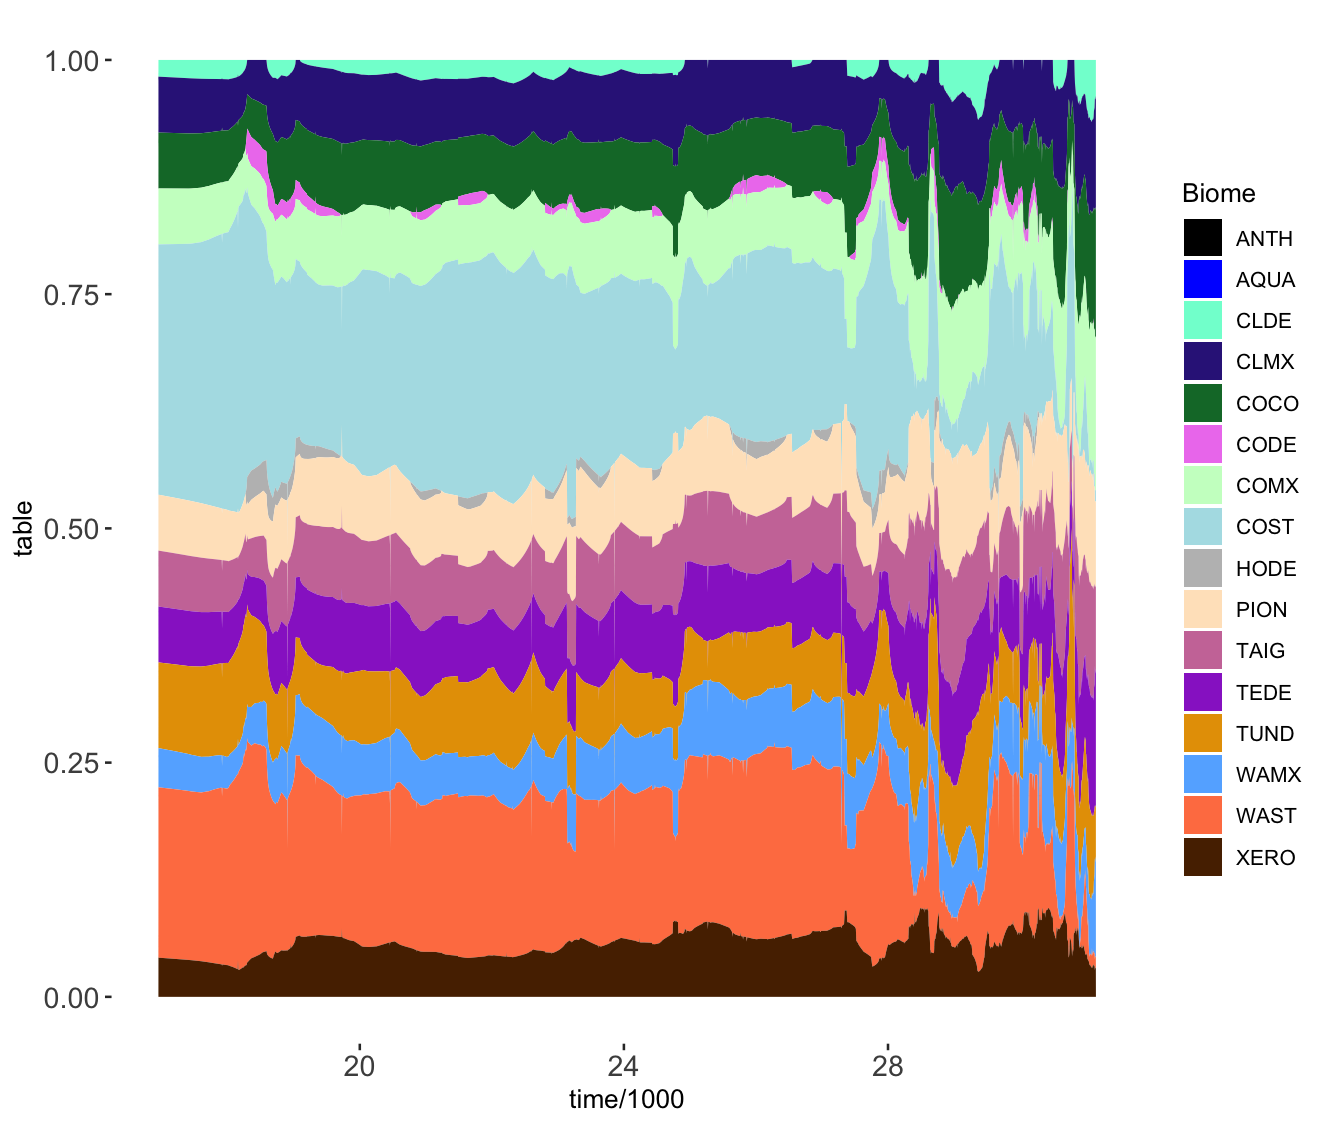 1.00
0.75
0.50
0.25
0.00
table
20
24
28
time/1000
Biome
ANTH
AQUA
CLDE
CLMX
COCO
CODE
COMX
COST
HODE
PION
TAIG
TEDE
TUND
WAMX
WAST
XERO